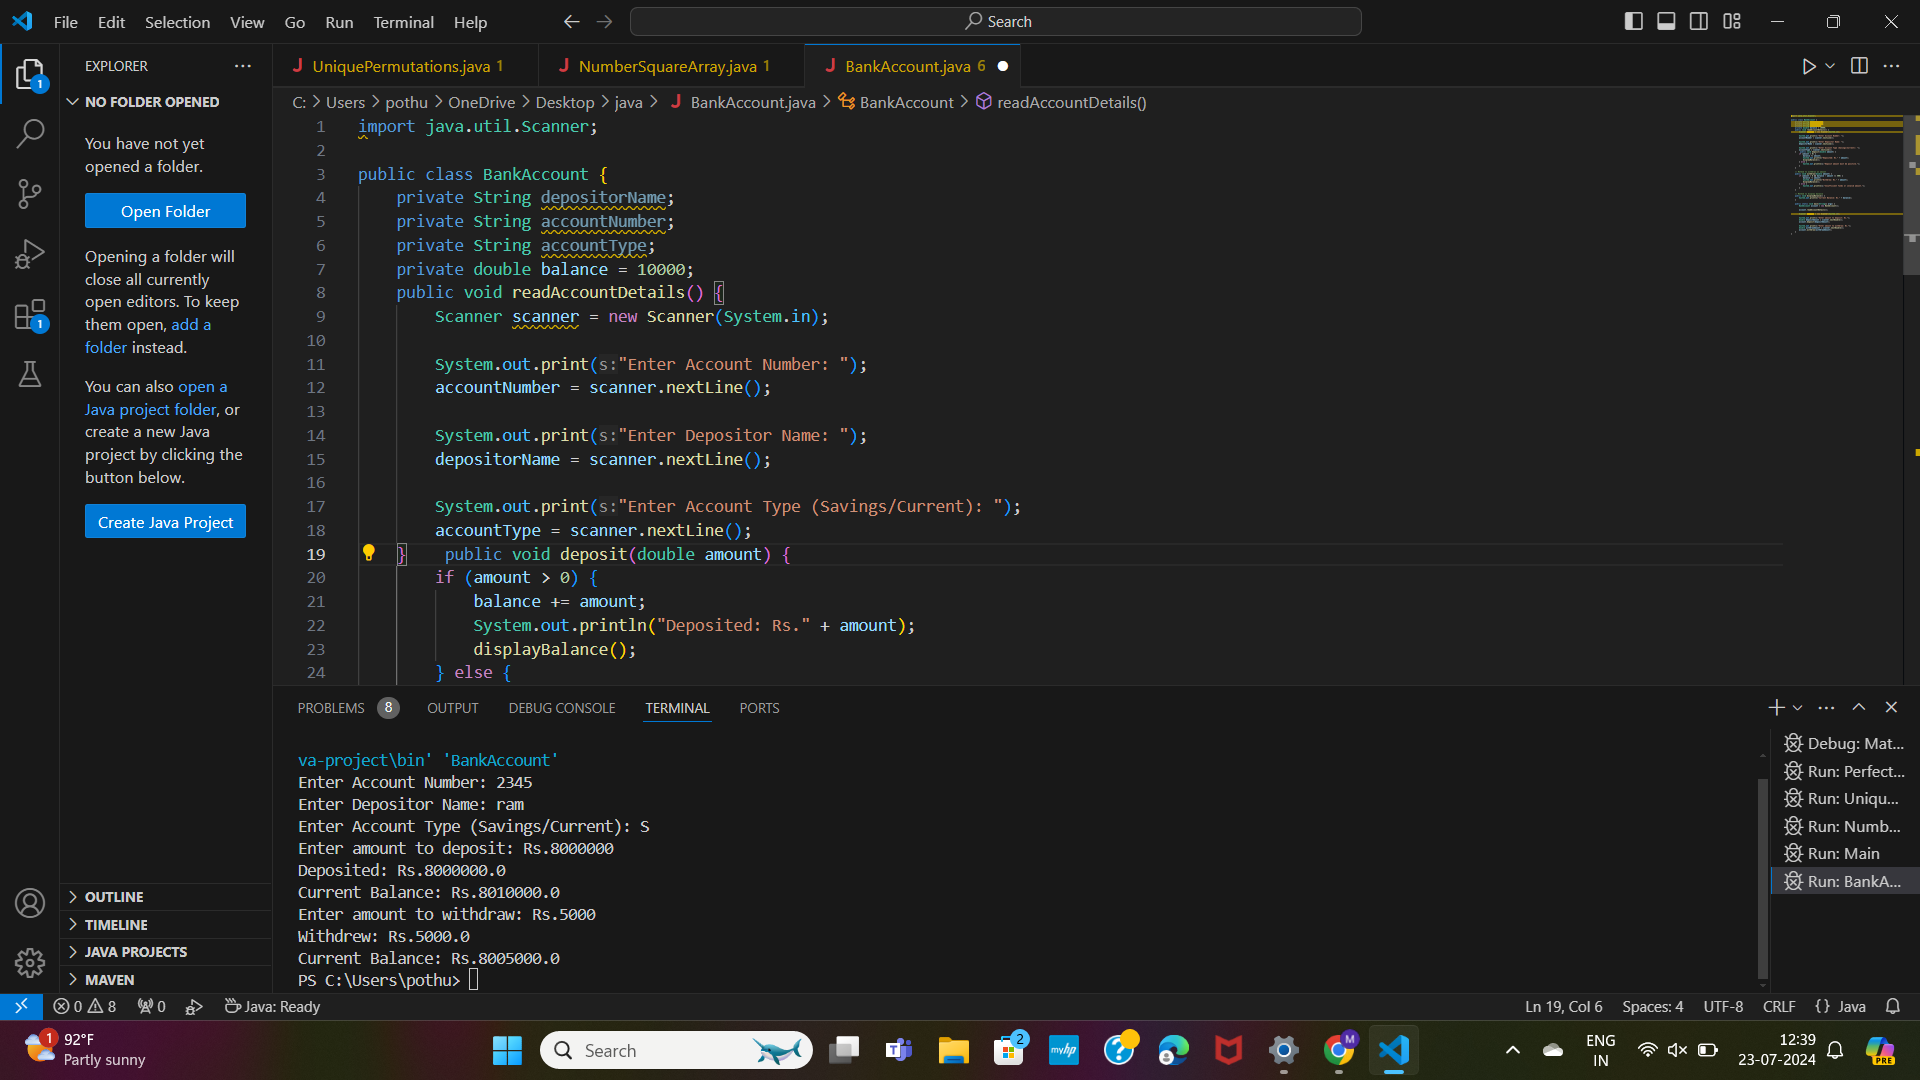 File Edit Selection View Go Run Terminal Help
Search
EXPLORER
NO FOLDER OPENED
You have not yet
opened a folder.
Open Folder
Opening a folder will
close all currently
open editors. To keep
them open, add a
folder instead.
You can also open a
Java project folder, or
create a new Java
project by clicking the
button below.
Create Java Project
OUTLINE
TIMELINE
JAVA PROJECTS
MAVEN
1
1
UniquePermutations.java 1
NumberSquareArray.java 1
BankAccount.java 6
C: > Users > pothu > OneDrive > Desktop > java > BankAccount.java > BankAccount > readAccountDetails()
1 import java.util.Scanner;
2
3 public class BankAccount {
4 private String depositorName;
5 private String accountNumber;
6 private String accountType;
7 private double balance = 10000;
8 public void readAccountDetails() {
9 Scanner scanner = new Scanner(System.in);
10
11 System.out.print(s:"Enter Account Number: ");
12 accountNumber = scanner.nextLine();
13
14 System.out.print(s:"Enter Depositor Name: ");
15 depositorName = scanner.nextLine();
16
17 System.out.print(s:"Enter Account Type (Savings/Current): ");
18 accountType = scanner.nextLine();
19 } public void deposit(double amount) {
20 if (amount > 0) {
21 balance += amount;
22 System.out.println("Deposited: Rs." + amount);
23 displayBalance();
24 } else {
PROBLEMS 8 OUTPUT DEBUG CONSOLE TERMINAL PORTS
va-project\bin' 'BankAccount'
Enter Account Number: 2345
Enter Depositor Name: ram
Enter Account Type (Savings/Current): S
Enter amount to deposit: Rs.8000000
Deposited: Rs.8000000.0
Current Balance: Rs.8010000.0
Enter amount to withdraw: Rs.5000
Withdrew: Rs.5000.0
Current Balance: Rs.8005000.0
PS C:\Users\pothu>
Debug: Mat...
Run: Perfect...
Run: Uniqu...
Run: Numb...
Run: Main
Run: BankA...
0 8 0 Java: Ready
Ln 19, Col 6 Spaces: 4 UTF-8 CRLF {} Java
1 92°F
Partly sunny
Search
2
myhp
M
ENG
IN
12:39
23-07-2024
PRE